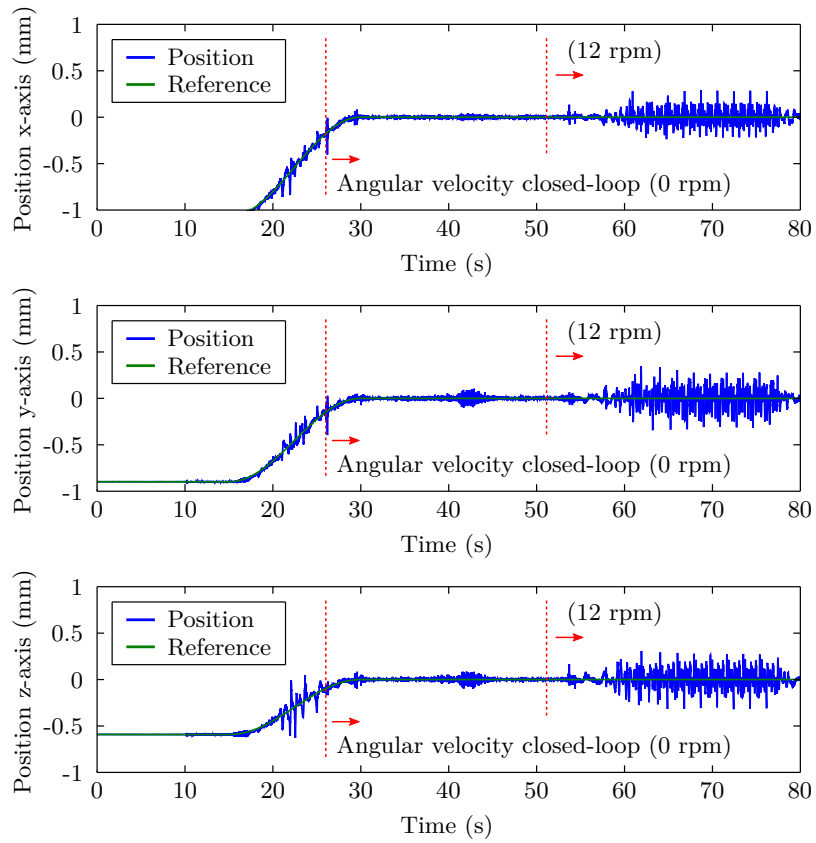 Position x-axis (mm)
1
0.5
0
-0.5
-1
Position
Reference
(12 rpm)
Angular velocity closed-loop (0 rpm)
0 10 20 30 40 50 60 70 80
Time (s)
Position y-axis (mm)
1
0.5
0
-0.5
-1
Position
Reference
(12 rpm)
Angular velocity closed-loop (0 rpm)
0 10 20 30 40 50 60 70 80
Time (s)
Position z-axis (mm)
1
0.5
0
-0.5
-1
Position
Reference
(12 rpm)
Angular velocity closed-loop (0 rpm)
0 10 20 30 40 50 60 70 80
Time (s)